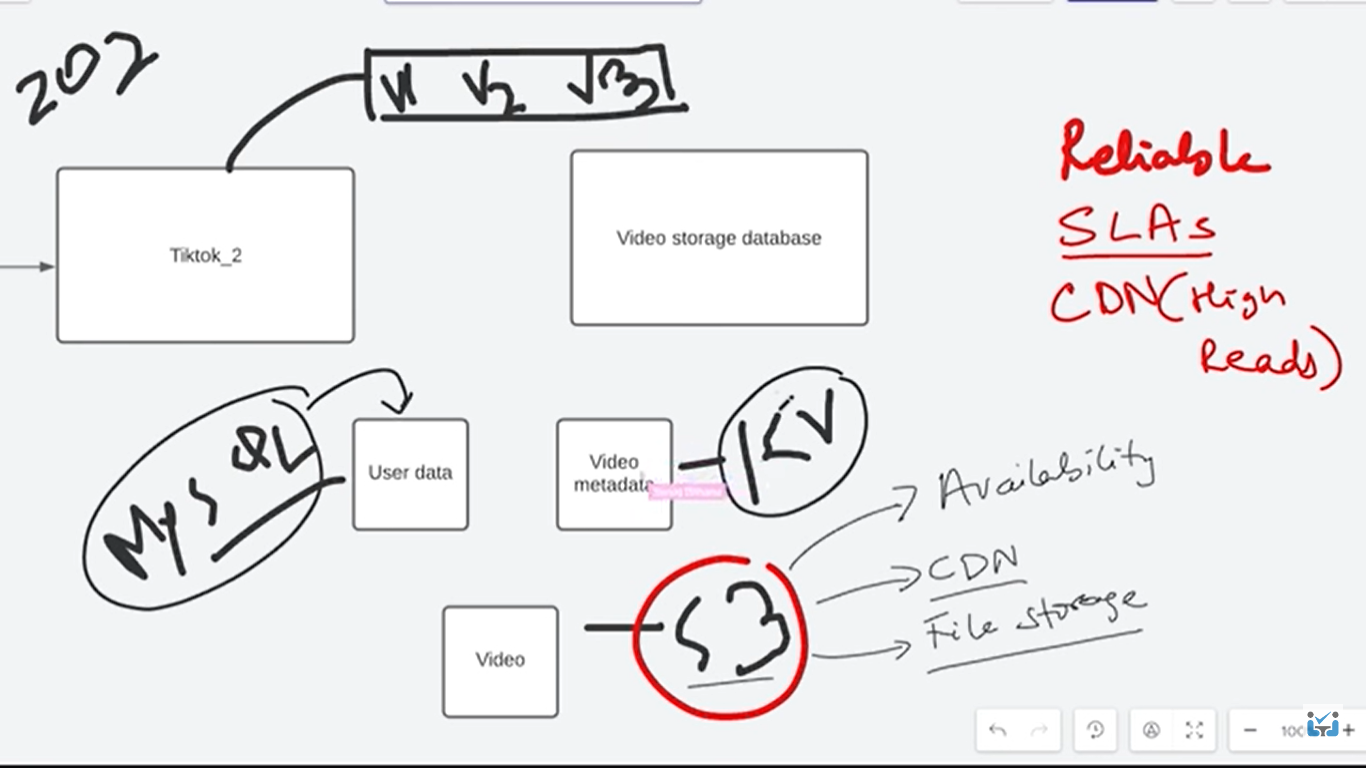 202
V1 V2 V3
Tiktok_2
Video storage database
Reliable
SLAs
CDN(High
Reads)
MySQL
User data
Video
metadata
KV
Availability
CDN
File storage
Video
S3